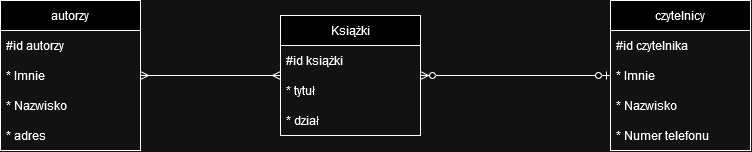 autorzy
#id autorzy
* Imnie
* Nazwisko
* adres
Książki
#id książki
* tytuł
* dział
czytelnicy
#id czytelnika
* Imnie
* Nazwisko
* Numer telefonu